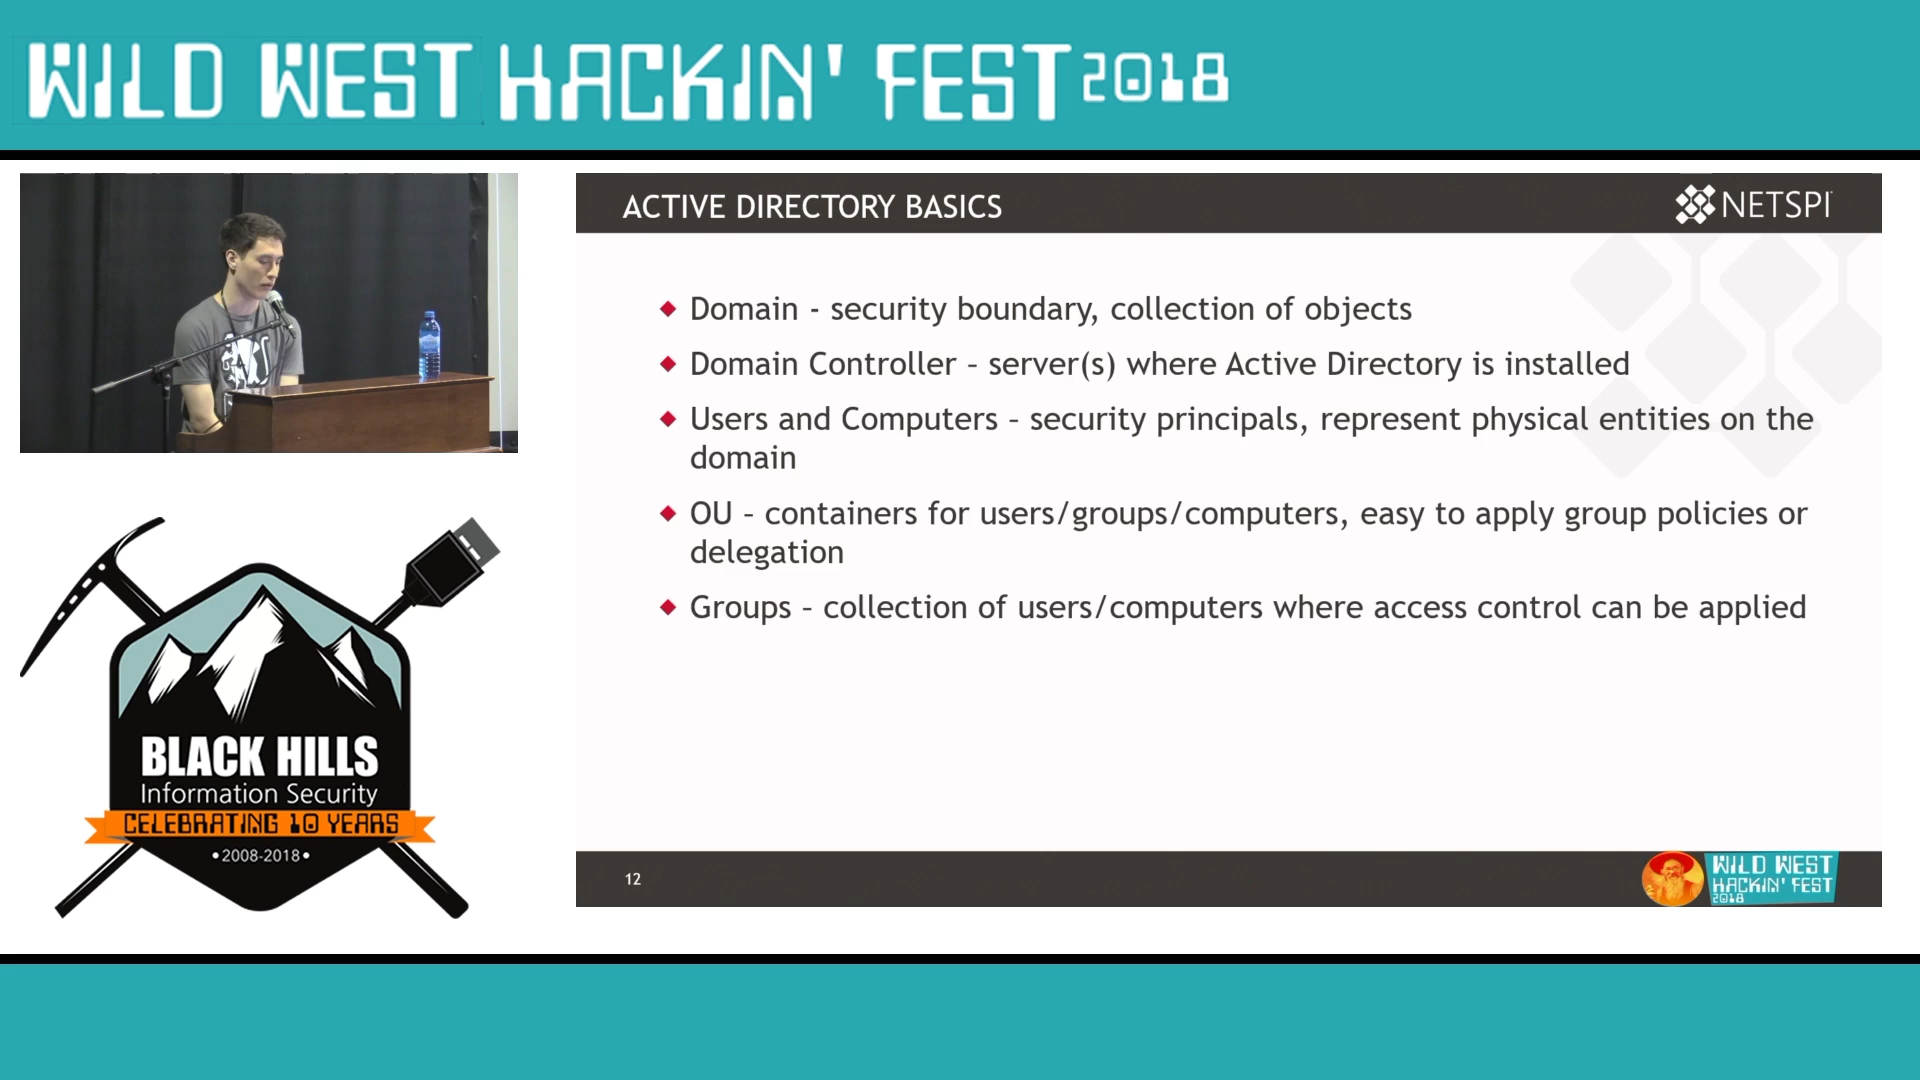 WILD WEST HACKIN' FEST 2018
ACTIVE DIRECTORY BASICS
NETSPI
Domain - security boundary, collection of objects
Domain Controller – server(s) where Active Directory is installed
Users and Computers – security principals, represent physical entities on the
domain
OU – containers for users/groups/computers, easy to apply group policies or
delegation
Groups – collection of users/computers where access control can be applied
BLACK HILLS
Information Security
CELEBRATING 10 YEARS
•2008-2018•
12
WILD WEST
HACKIN' FEST
2018